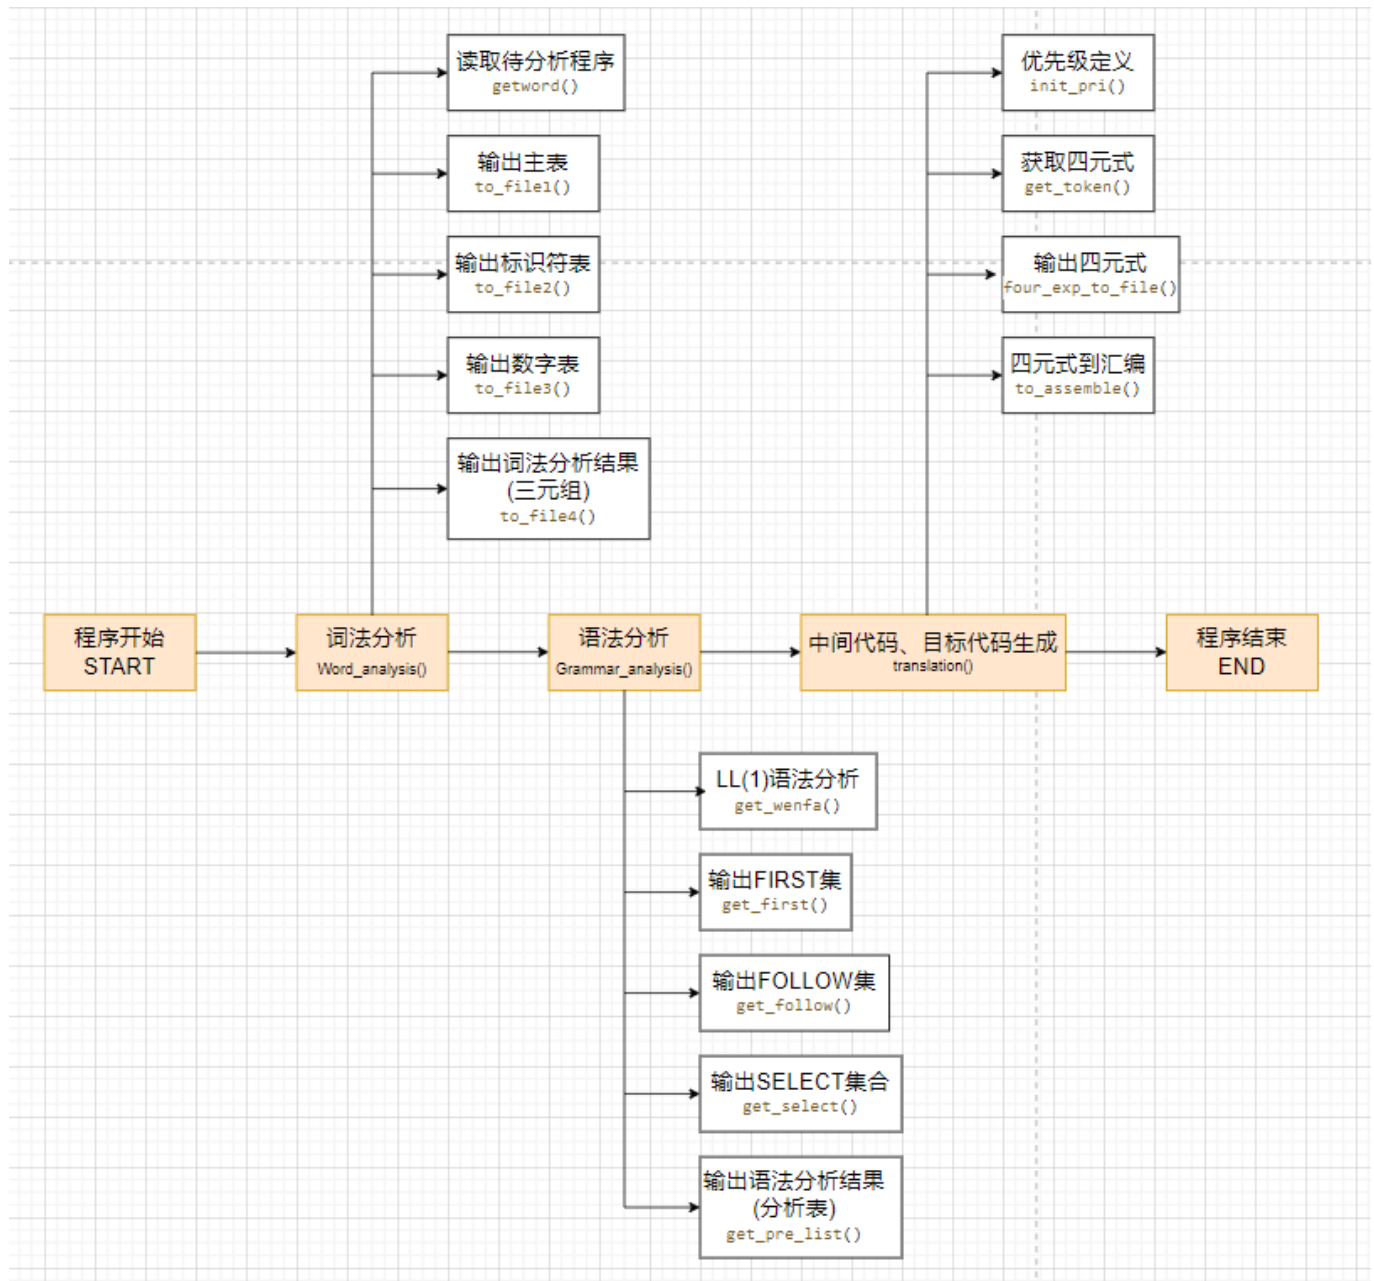 读取待分析程序
getword()
输出主表
to_file1()
输出标识符表
to_file2()
输出数字表
to_file3()
输出词法分析结果
(三元组)
to_file4()
优先级定义
init_pri()
获取四元式
get_token()
输出四元式
four_exp_to_file()
四元式到汇编
to_assemble()
程序开始
START
词法分析
Word_analysis()
语法分析
Grammar_analysis()
中间代码、目标代码生成
translation()
程序结束
END
LL(1)语法分析
get_wenfa()
输出FIRST集
get_first()
输出FOLLOW集
get_follow()
输出SELECT集合
get_select()
输出语法分析结果
(分析表)
get_pre_list()